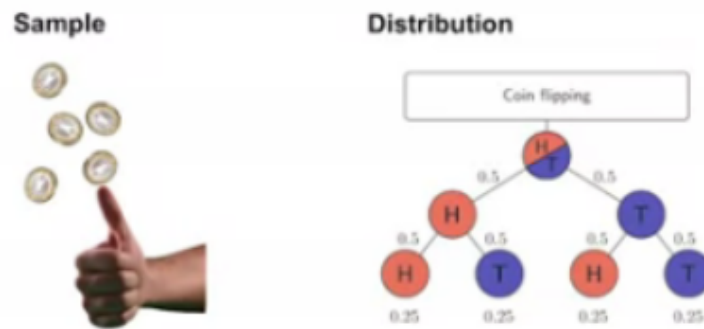 Sample
Distribution
Coin flipping
H
T
0.5 0.5
H T
0.5 0.5 0.5 0.5
H T H T
0.25 0.25 0.25 0.25